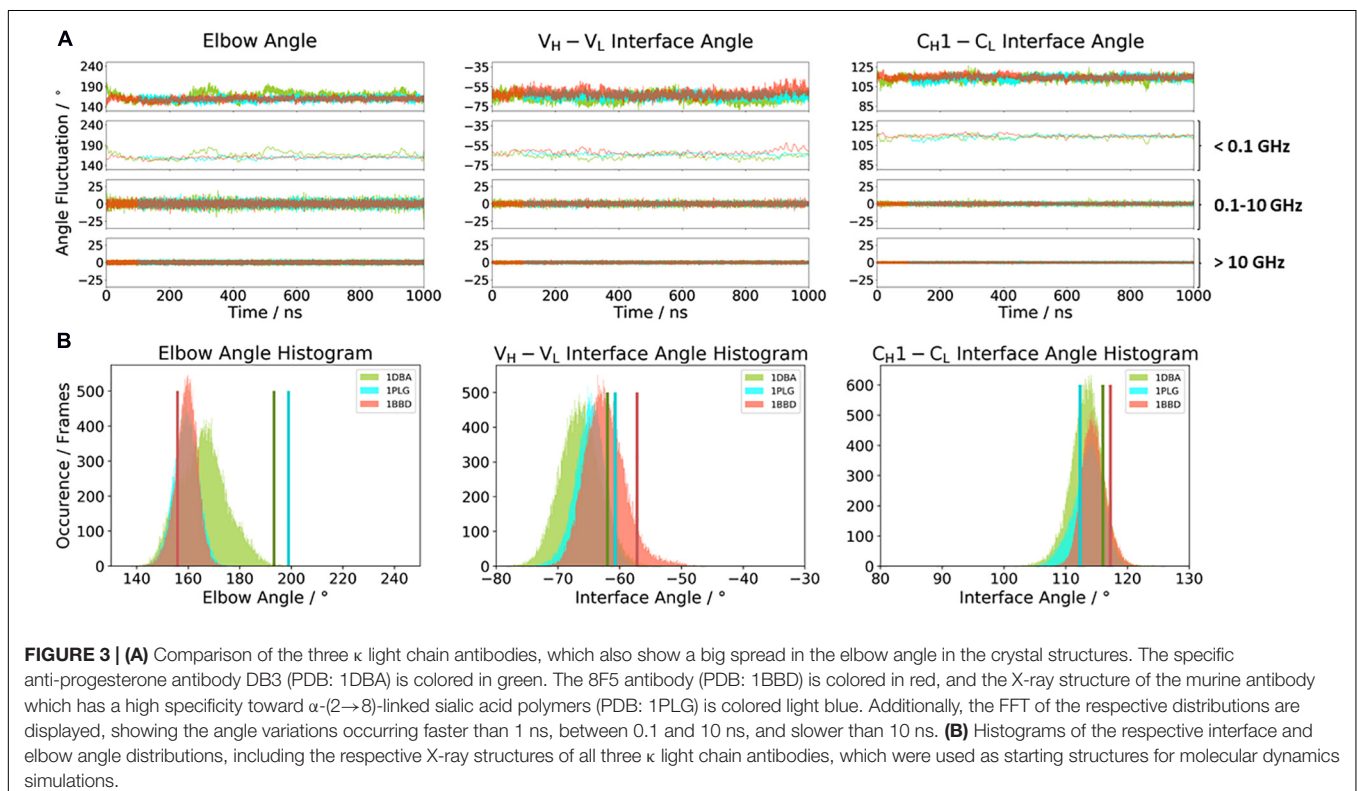 A
Elbow Angle
V_H – V_L Interface Angle
C_H1 – C_L Interface Angle
Angle Fluctuation / °
240
190
140
−35
−55
−75
125
105
85
240
190
140
−35
−55
−75
125
105
85
< 0.1 GHz
25
0
−25
25
0
−25
25
0
−25
0.1-10 GHz
25
0
−25
25
0
−25
25
0
−25
> 10 GHz
0 200 400 600 800 1000
0 200 400 600 800 1000
0 200 400 600 800 1000
Time / ns
Time / ns
Time / ns
B
Elbow Angle Histogram
V_H – V_L Interface Angle Histogram
C_H1 – C_L Interface Angle Histogram
Occurence / Frames
500
400
300
200
100
0
1DBA
1PLG
1BBD
140 160 180 200 220 240
Elbow Angle / °
500
400
300
200
100
0
1DBA
1PLG
1BBD
−80 −70 −60 −50 −40 −30
Interface Angle / °
600
500
400
300
200
100
0
1DBA
1PLG
1BBD
80 90 100 110 120 130
Interface Angle / °
FIGURE 3 | (A) Comparison of the three κ light chain antibodies, which also show a big spread in the elbow angle in the crystal structures. The specific
anti-progesterone antibody DB3 (PDB: 1DBA) is colored in green. The 8F5 antibody (PDB: 1BBD) is colored in red, and the X-ray structure of the murine antibody
which has a high specificity toward α-(2→8)-linked sialic acid polymers (PDB: 1PLG) is colored light blue. Additionally, the FFT of the respective distributions are
displayed, showing the angle variations occurring faster than 1 ns, between 0.1 and 10 ns, and slower than 10 ns. (B) Histograms of the respective interface and
elbow angle distributions, including the respective X-ray structures of all three κ light chain antibodies, which were used as starting structures for molecular dynamics
simulations.